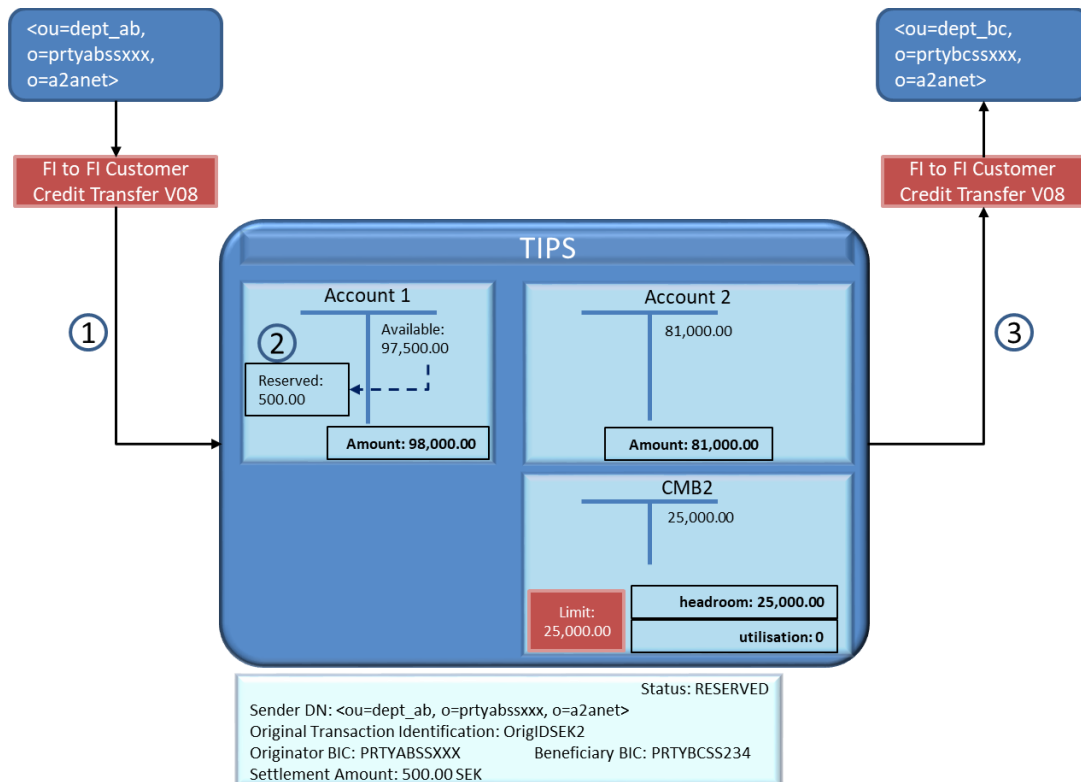 <ou=dept_ab,
o=prtyabssxxx,
o=a2anet>
<ou=dept_bc,
o=prtybcssxxx,
o=a2anet>
FI to FI Customer
Credit Transfer V08
FI to FI Customer
Credit Transfer V08
TIPS
1
Account 1
2
Available:
97,500.00
Reserved:
500.00
Amount: 98,000.00
Account 2
81,000.00
Amount: 81,000.00
3
CMB2
25,000.00
Limit:
25,000.00
headroom: 25,000.00
utilisation: 0
Status: RESERVED
Sender DN: <ou=dept_ab, o=prtyabssxxx, o=a2anet>
Original Transaction Identification: OrigIDSEK2
Originator BIC: PRTYABSSXXX Beneficiary BIC: PRTYBCSS234
Settlement Amount: 500.00 SEK